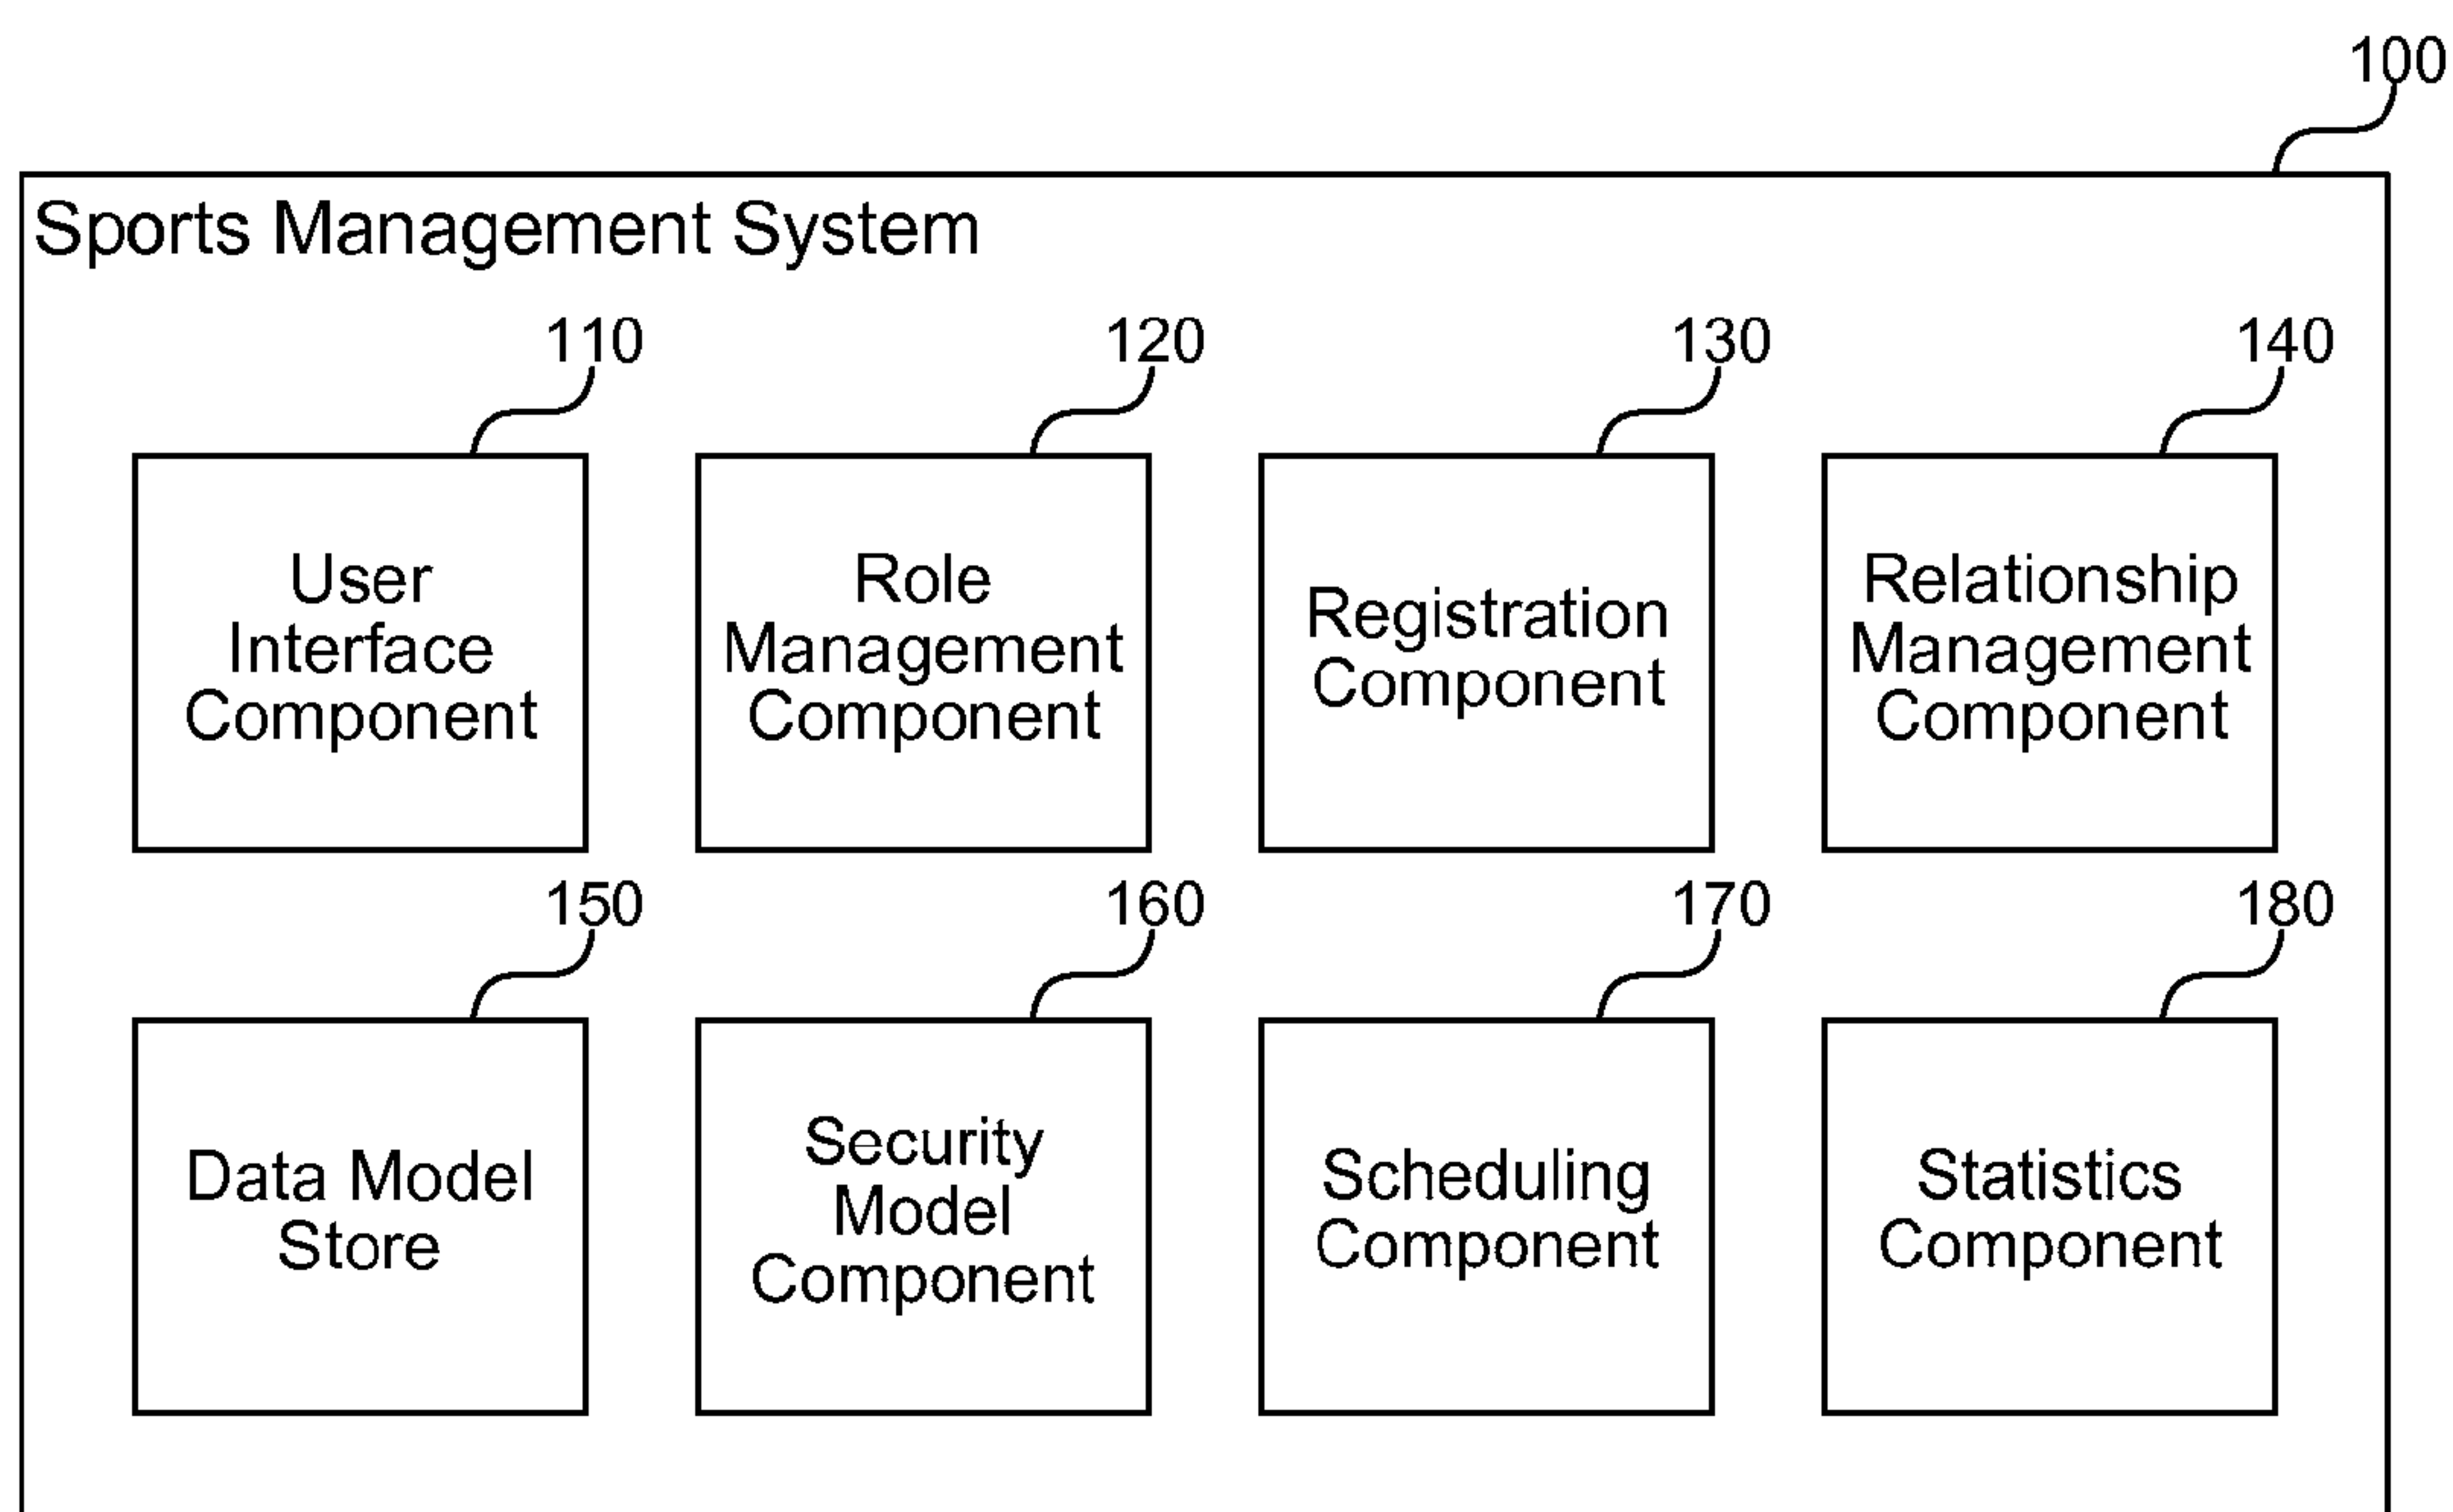 100
Sports Management System
110
120
130
140
User
Interface
Component
Role
Management
Component
Registration
Component
Relationship
Management
Component
150
160
170
180
Data Model
Store
Security
Model
Component
Scheduling
Component
Statistics
Component